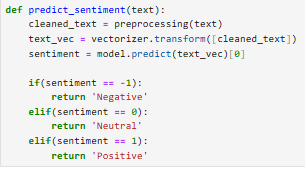 def predict_sentiment(text):
    cleaned_text = preprocessing(text)
    text_vec = vectorizer.transform([cleaned_text])
    sentiment = model.predict(text_vec)[0]

    if(sentiment == -1):
        return 'Negative'
    elif(sentiment == 0):
        return 'Neutral'
    elif(sentiment == 1):
        return 'Positive'